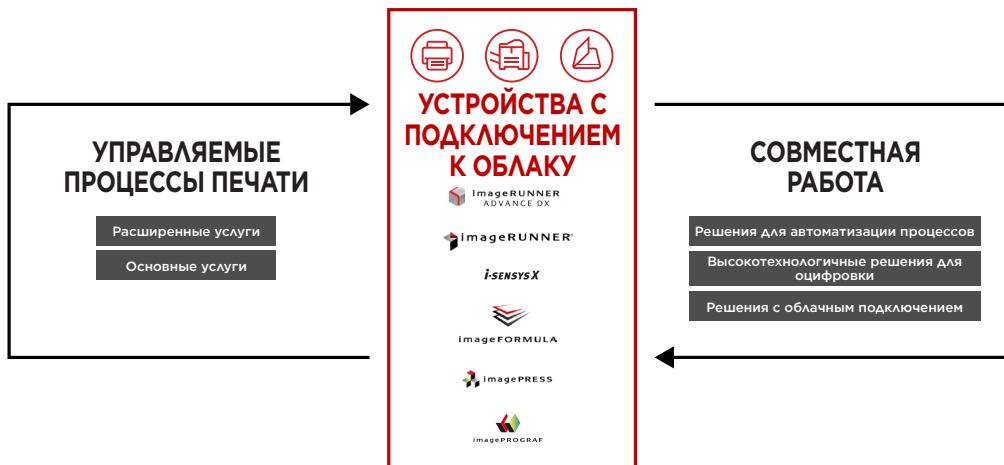 УПРАВЛЯЕМЫЕ
ПРОЦЕССЫ ПЕЧАТИ
Расширенные услуги
Основные услуги
УСТРОЙСТВА С
ПОДКЛЮЧЕНИЕМ
К ОБЛАКУ
imageRUNNER
ADVANCE DX
imageRUNNER
i-SENSYS X
imageFORMULA
imagePRESS
imagePROGRAF
СОВМЕСТНАЯ
РАБОТА
Решения для автоматизации процессов
Высокотехнологичные решения для
оцифровки
Решения с облачным подключением